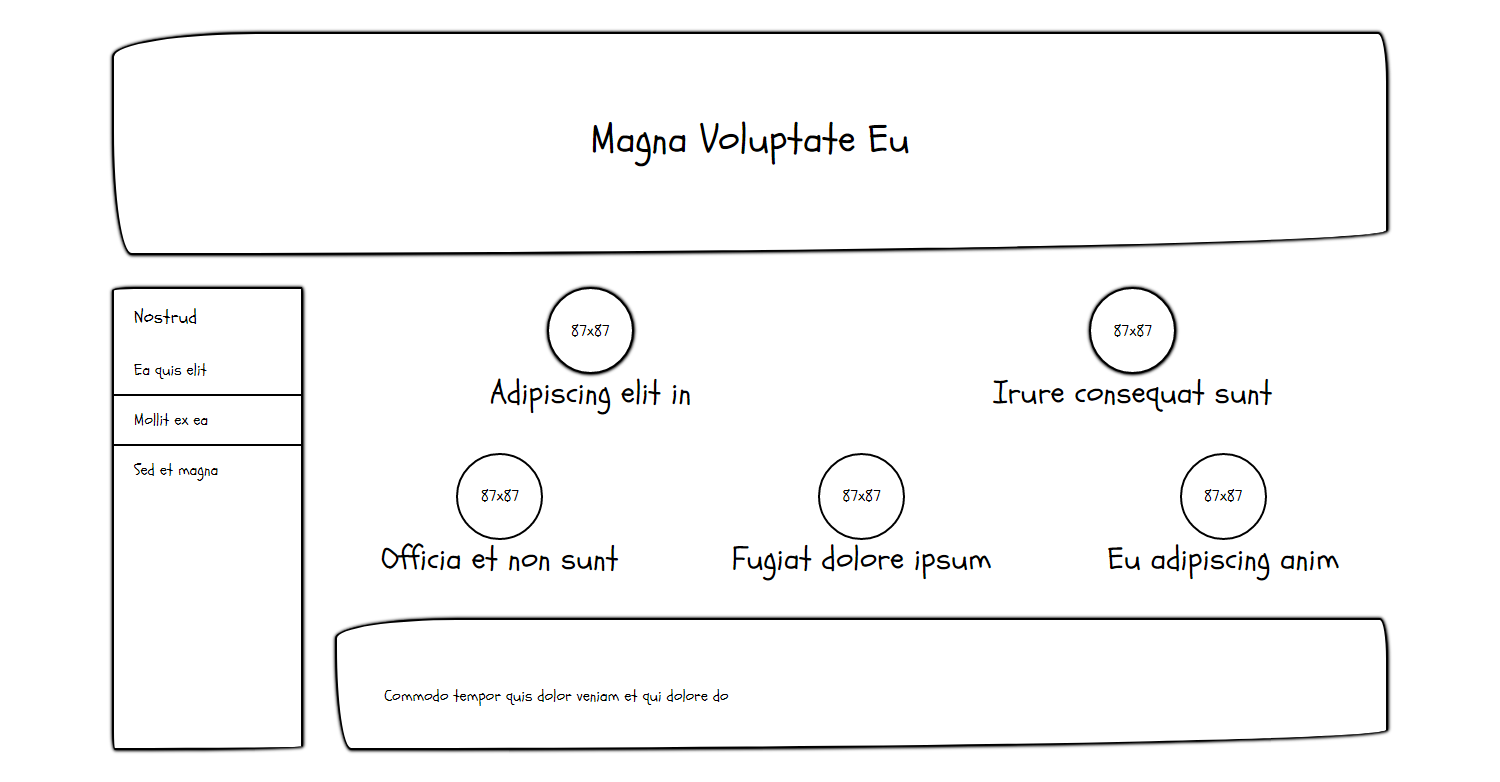 Magna Voluptate Eu
Nostrud
Ea quis elit
Mollit ex ea
Sed et magna
87x87
Adipiscing elit in
87x87
Irure consequat sunt
87x87
Officia et non sunt
87x87
Fugiat dolore ipsum
87x87
Eu adipiscing anim
Commodo tempor quis dolor veniam et qui dolore do